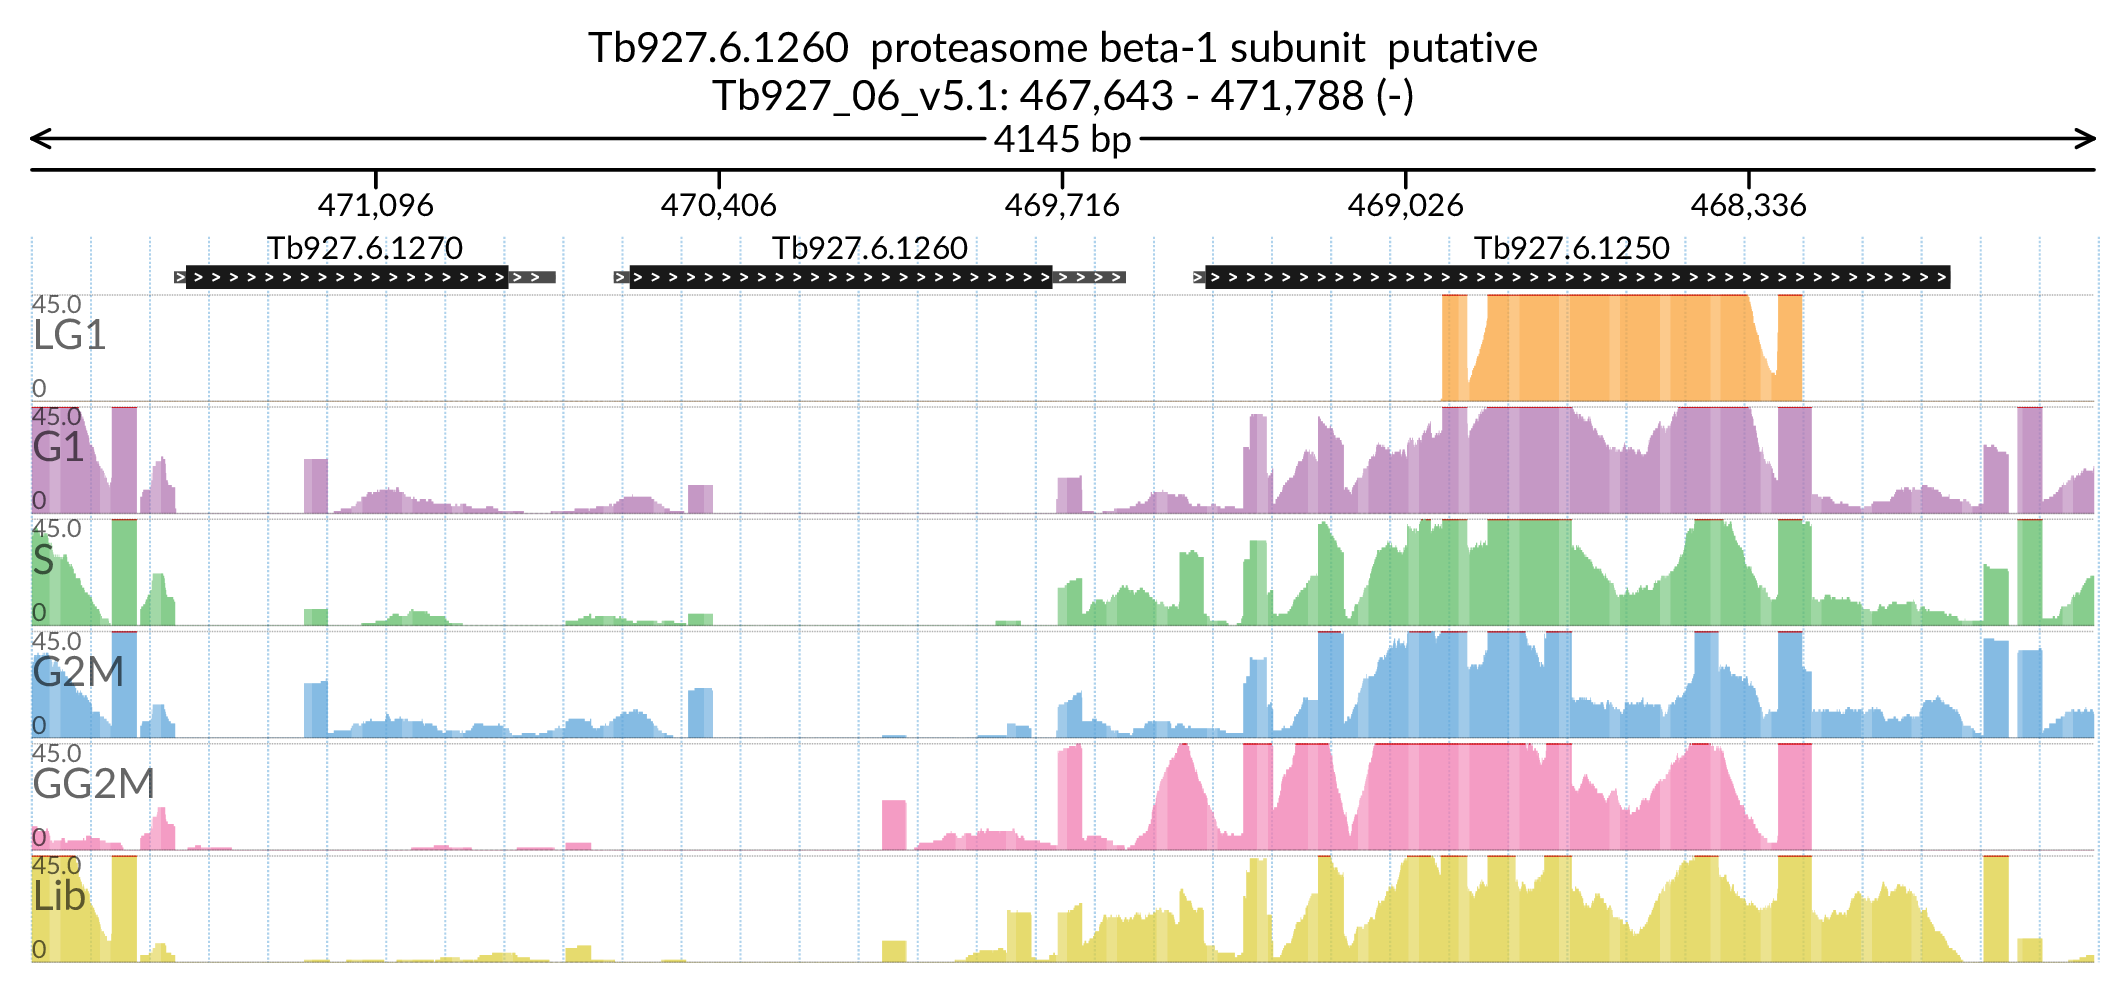 Tb927.6.1260 proteasome beta-1 subunit putative
Tb927_06_v5.1: 467,643 - 471,788 (-)
4145 bp
471,096 470,406 469,716 469,026 468,336
Tb927.6.1270 Tb927.6.1260 Tb927.6.1250
45.0
LG1
0
45.0
G1
0
45.0
S
0
45.0
G2M
0
45.0
GG2M
0
45.0
Lib
0